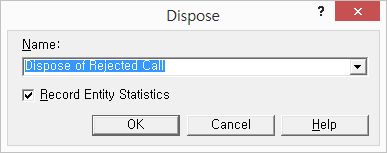 Dispose
? ×
Name:
Dispose of Rejected Call
Record Entity Statistics
OK Cancel Help